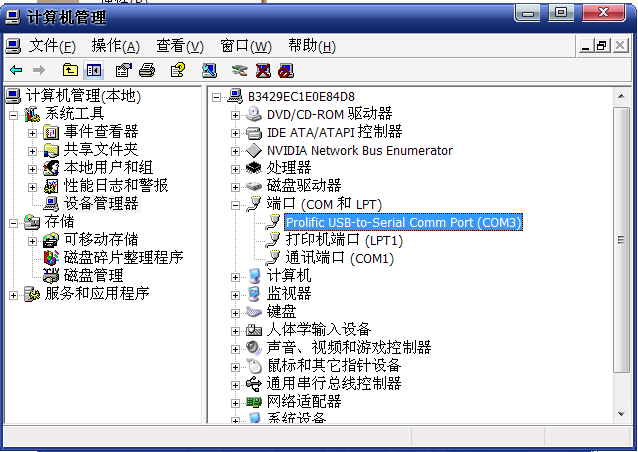 计算机管理
文件(F) 操作(A) 查看(V) 窗口(W) 帮助(H)
计算机管理(本地)
系统工具
事件查看器
共享文件夹
本地用户和组
性能日志和警报
设备管理器
存储
可移动存储
磁盘碎片整理程序
磁盘管理
服务和应用程序
B3429EC1E0E84D8
DVD/CD-ROM 驱动器
IDE ATA/ATAPI 控制器
NVIDIA Network Bus Enumerator
处理器
磁盘驱动器
端口 (COM 和 LPT)
Prolific USB-to-Serial Comm Port (COM3)
打印机端口 (LPT1)
通讯端口 (COM1)
计算机
监视器
键盘
人体学输入设备
声音、视频和游戏控制器
鼠标和其它指针设备
通用串行总线控制器
网络适配器
系统设备